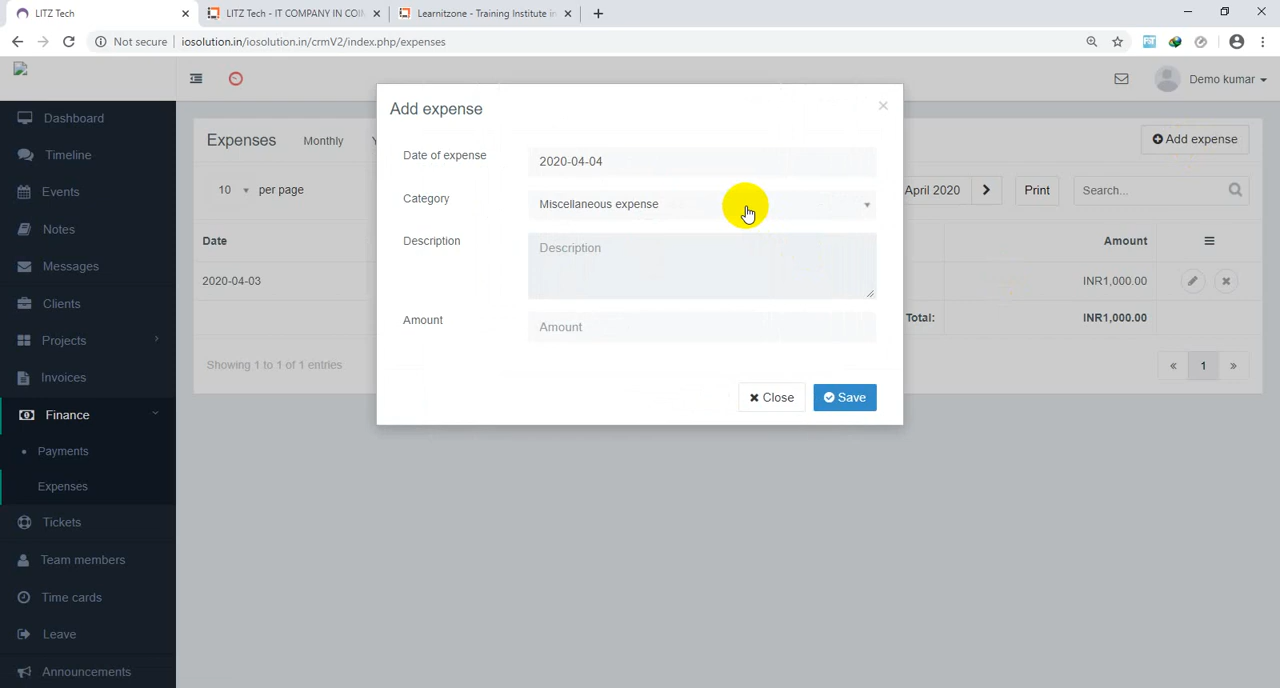 LITZ Tech
LITZ Tech - IT COMPANY IN COI
Learnitzone - Training Institute in
Not secure
iosolution.in/iosolution.in/crmV2/index.php/expenses
Demo kumar
Dashboard
Timeline
Events
Notes
Messages
Clients
Projects
Invoices
Finance
Payments
Expenses
Tickets
Team members
Time cards
Leave
Announcements
Expenses
Monthly
Y
Add expense
10 per page
April 2020
Print
Search...
Date
Amount
2020-04-03
INR1,000.00
Total:
INR1,000.00
Showing 1 to 1 of 1 entries
« 1 »
Add expense
×
Date of expense
2020-04-04
Category
Miscellaneous expense
Description
Description
Amount
Amount
Close
Save